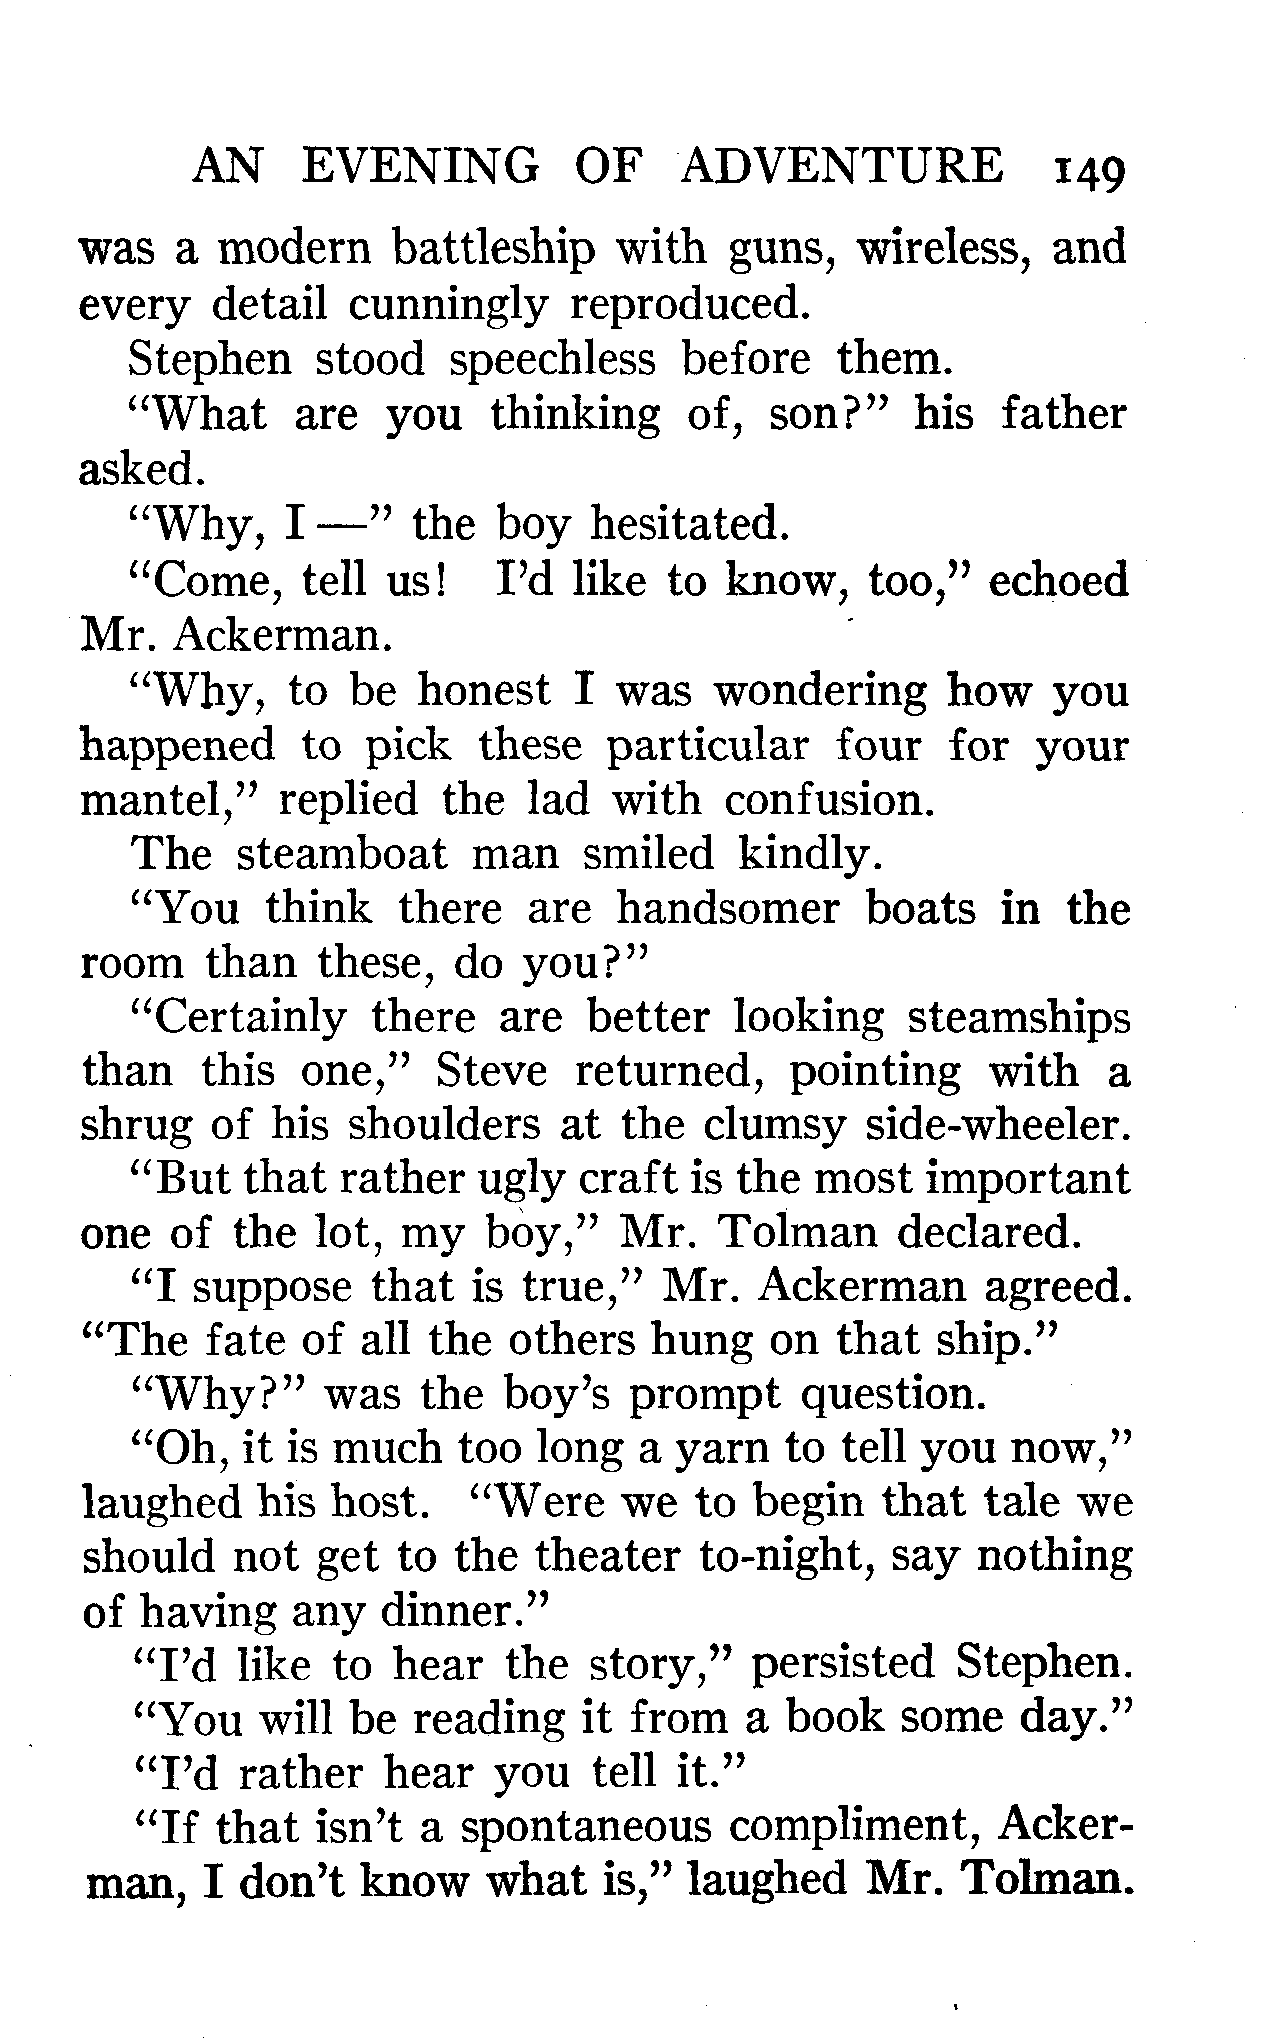 AN EVENING OF ADVENTURE 149
was a modern battleship with guns, wireless, and
every detail cunningly reproduced.
Stephen stood speechless before them.
“What are you thinking of, son?” his father
asked.
“Why, I —” the boy hesitated.
“Come, tell us! I’d like to know, too,” echoed
Mr. Ackerman.
“Why, to be honest I was wondering how you
happened to pick these particular four for your
mantel,” replied the lad with confusion.
The steamboat man smiled kindly.
“You think there are handsomer boats in the
room than these, do you?”
“Certainly there are better looking steamships
than this one,” Steve returned, pointing with a
shrug of his shoulders at the clumsy side-wheeler.
“But that rather ugly craft is the most important
one of the lot, my boy,” Mr. Tolman declared.
“I suppose that is true,” Mr. Ackerman agreed.
“The fate of all the others hung on that ship.”
“Why?” was the boy’s prompt question.
“Oh, it is much too long a yarn to tell you now,”
laughed his host. “Were we to begin that tale we
should not get to the theater to-night, say nothing
of having any dinner.”
“I’d like to hear the story,” persisted Stephen.
“You will be reading it from a book some day.”
“I’d rather hear you tell it.”
“If that isn’t a spontaneous compliment, Acker-
man, I don’t know what is,” laughed Mr. Tolman.